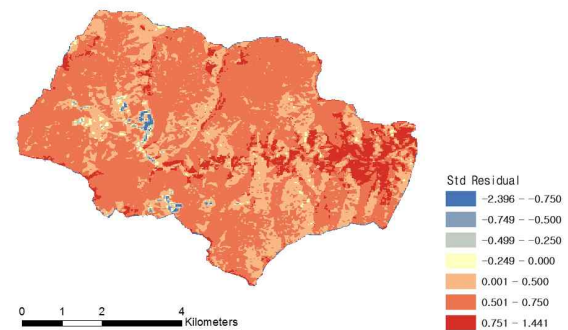 Std Residual
-2.396 - -0.750
-0.749 - -0.500
-0.499 - -0.250
-0.249 - 0.000
0.001 - 0.500
0.501 - 0.750
0.751 - 1.441
0 1 2 4
Kilometers